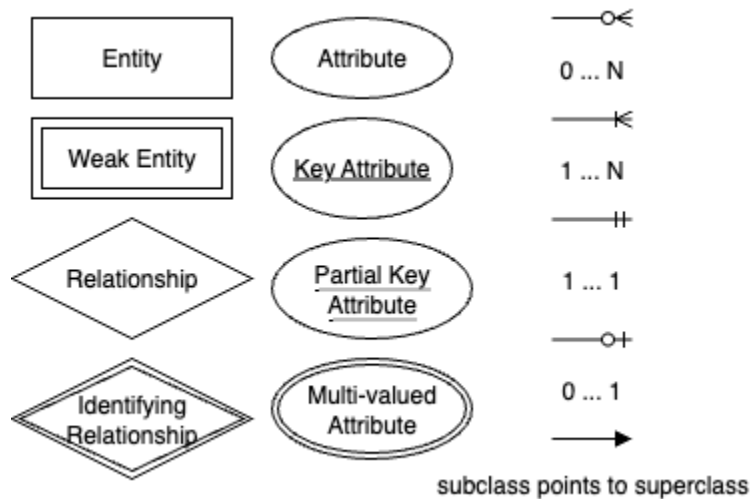 Entity
Attribute
0 ... N
Weak Entity
Key Attribute
1 ... N
Relationship
Partial Key
Attribute
1 ... 1
Identifying
Relationship
Multi-valued
Attribute
0 ... 1
subclass points to superclass